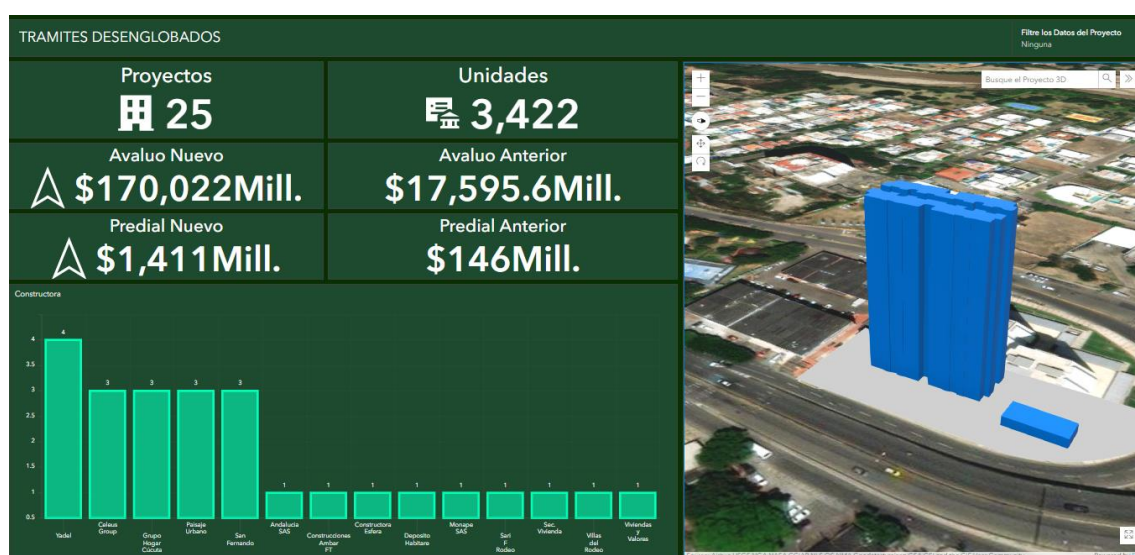 TRAMITES DESENGLOBADOS
Filtre los Datos del Proyecto
Ninguna
Proyectos
25
Unidades
3,422
Avaluo Nuevo
$170,022Mill.
Avaluo Anterior
$17,595.6Mill.
Predial Nuevo
$1,411Mill.
Predial Anterior
$146Mill.
Busque el Proyecto 3D
Constructora
4
3.5
3
2.5
2
1.5
1
0.5
4
3
3
3
3
1
1
1
1
1
1
1
1
1
Yadel
Celeus
Group
Grupo
Hogar
Cúcuta
Paisaje
Urbano
San
Fernando
Andalucia
SAS
Construcciones
Ambar
FT
Constructora
Esfera
Deposito
Habitare
Monape
SAS
Sari
F
Rodeo
Sec.
Vivienda
Villas
del
Rodeo
Viviendas
y
Valores